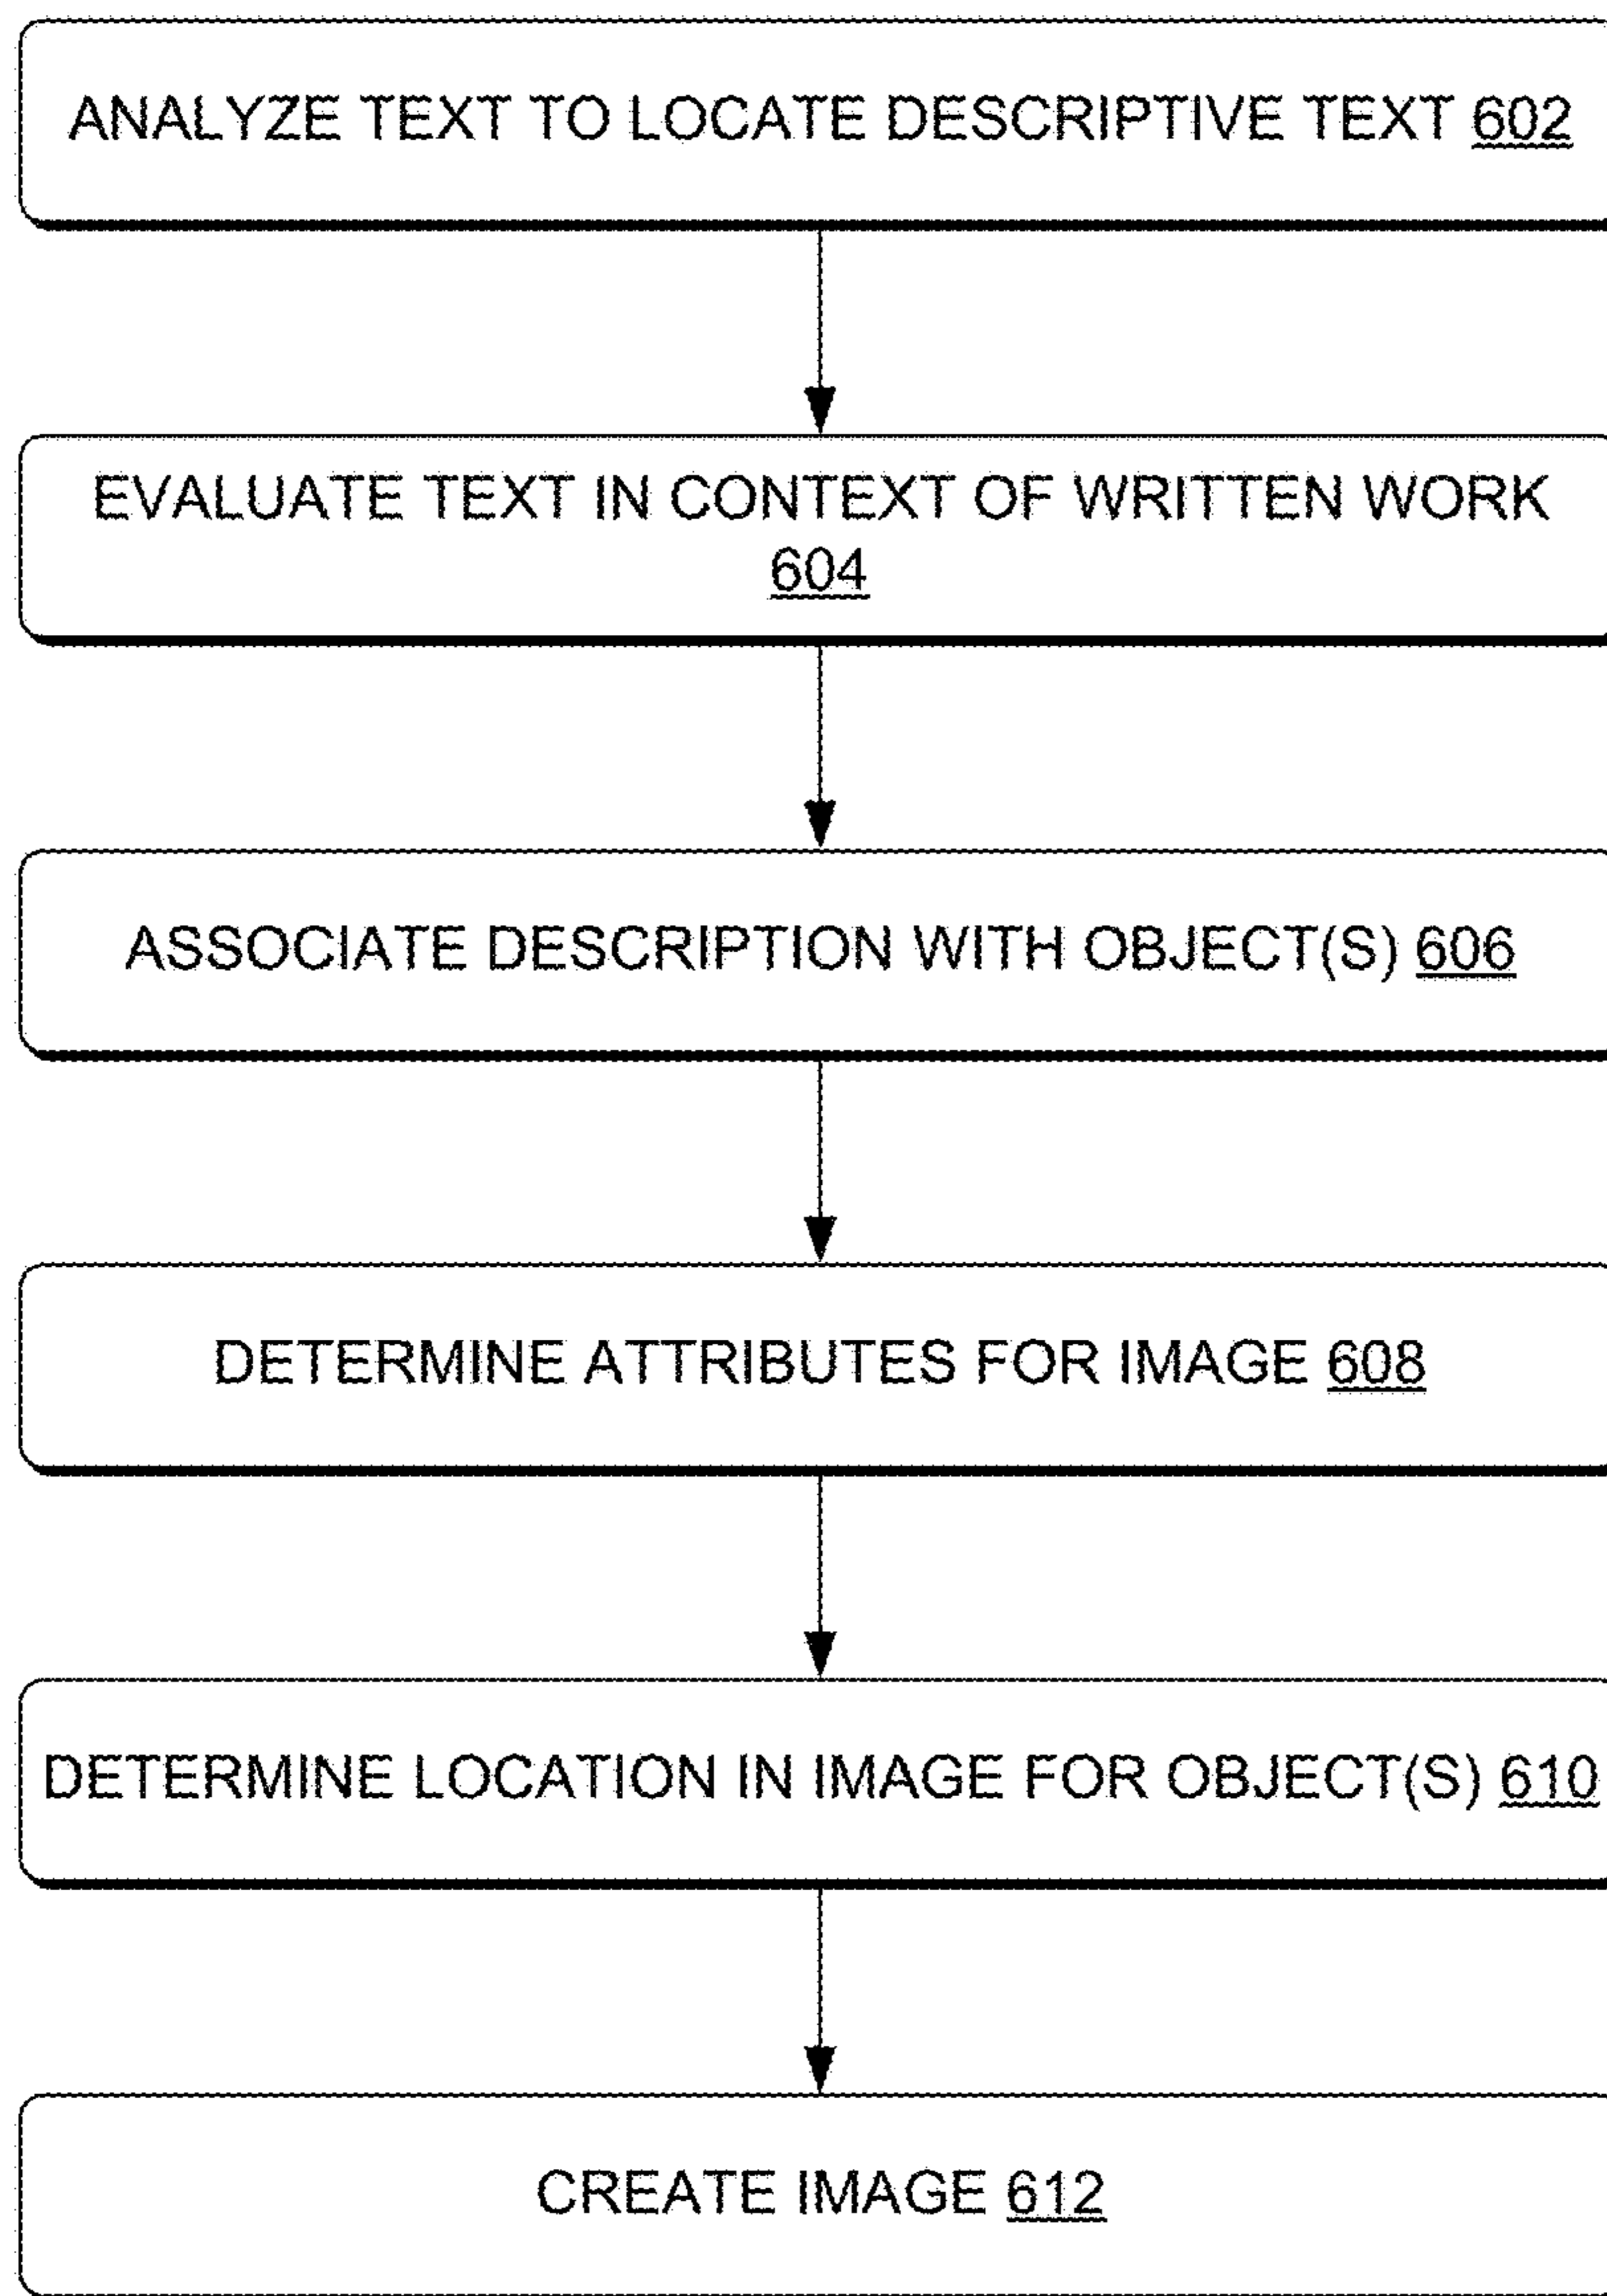 ANALYZE TEXT TO LOCATE DESCRIPTIVE TEXT 602
EVALUATE TEXT IN CONTEXT OF WRITTEN WORK
604
ASSOCIATE DESCRIPTION WITH OBJECT(S) 606
DETERMINE ATTRIBUTES FOR IMAGE 608
DETERMINE LOCATION IN IMAGE FOR OBJECT(S) 610
CREATE IMAGE 612